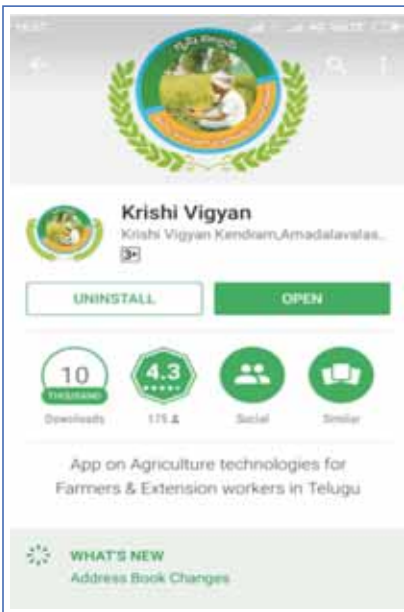 Krishi Vigyan
Krishi Vigyan Kendram,Amadalavalas..
3+
UNINSTALL
OPEN
10
THOUSAND
Downloads
4.3
175
Social
Similar
App on Agriculture technologies for
Farmers & Extension workers in Telugu
WHAT'S NEW
Address Book Changes